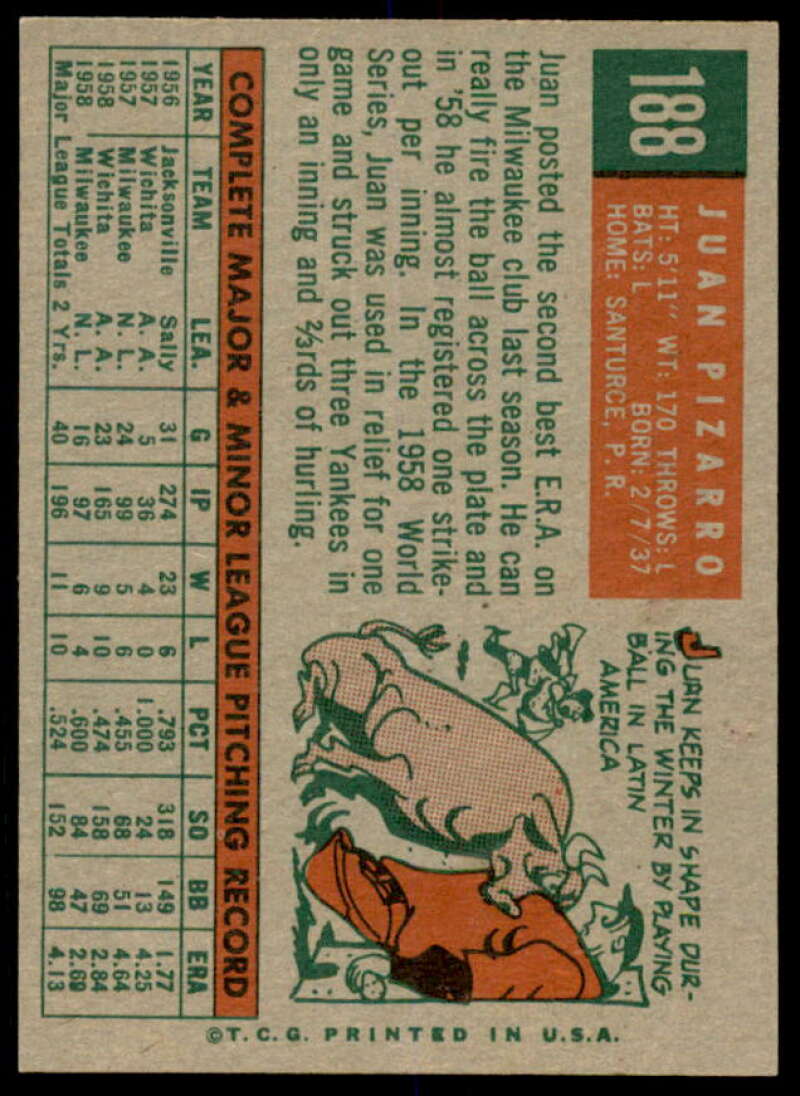 188
JUAN PIZARRO
HT: 5'11" WT: 170 THROWS: L
BATS: L BORN: 2/7/37
HOME: SANTURCE, P. R.
Juan posted the second best E.R.A. on
the Milwaukee club last season. He can
really fire the ball across the plate and
in '58 he almost registered one strike-
out per inning. In the 1958 World
Series, Juan was used in relief for one
game and struck out three Yankees in
only an inning and ⅔rds of hurling.
JUAN KEEPS IN SHAPE DUR-
ING THE WINTER BY PLAYING
BALL IN LATIN
AMERICA
COMPLETE MAJOR & MINOR LEAGUE PITCHING RECORD
YEAR TEAM LEA. G IP W L PCT SO BB ERA
1956 Jacksonville Sally 31 274 23 6 .793 318 149 1.77
1957 Wichita A. A. 5 36 4 0 1.000 24 13 4.25
1957 Milwaukee N. L. 24 99 5 6 .455 68 51 4.64
1958 Wichita A. A. 23 165 9 10 .474 158 69 2.84
1958 Milwaukee N. L. 16 97 6 4 .600 84 47 2.69
Major League Totals 2 Yrs. 40 196 11 10 .524 152 98 4.13
©T.C.G. PRINTED IN U.S.A.